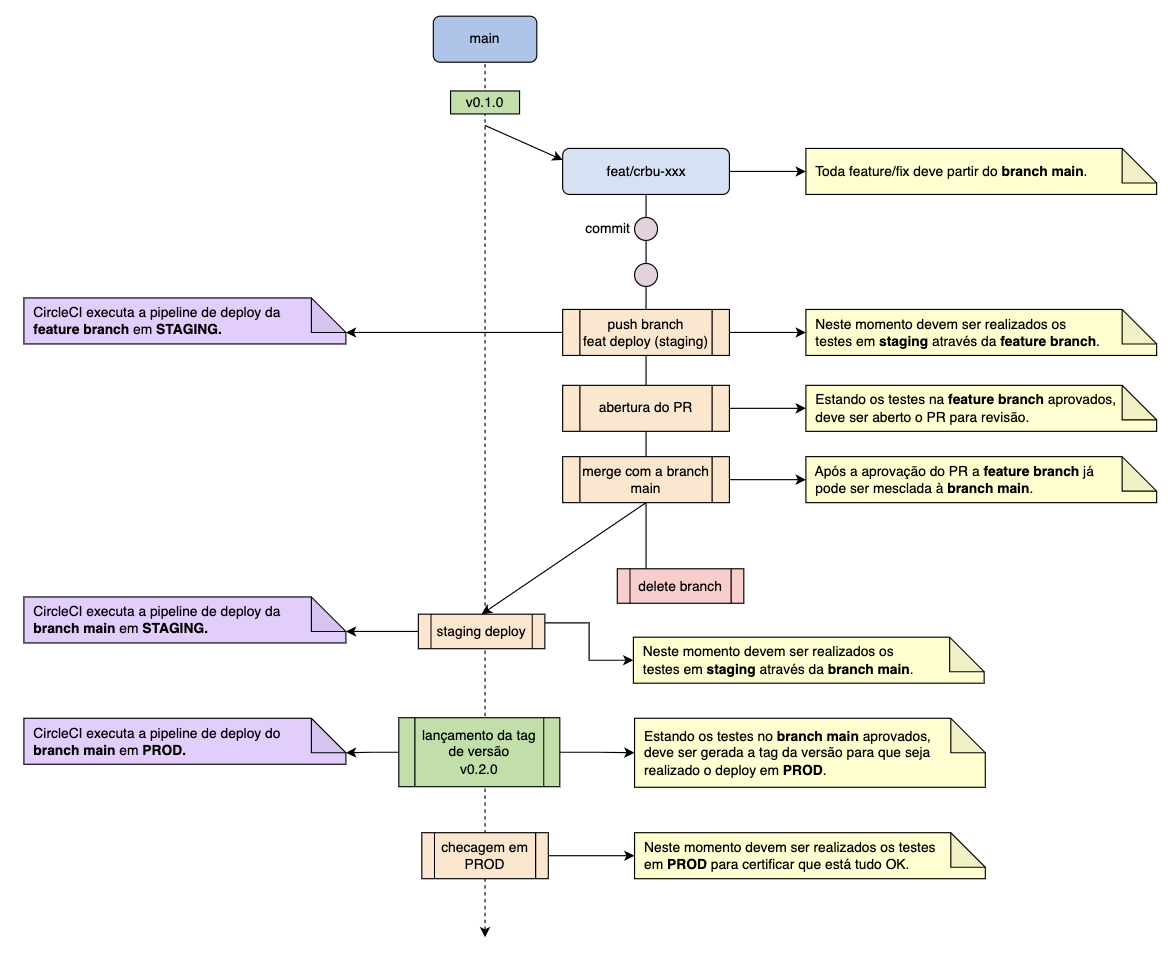 main
v0.1.0
feat/crbu-xxx
Toda feature/fix deve partir do branch main.
commit
CircleCI executa a pipeline de deploy da
feature branch em STAGING.
push branch
feat deploy (staging)
Neste momento devem ser realizados os
testes em staging através da feature branch.
abertura do PR
Estando os testes na feature branch aprovados,
deve ser aberto o PR para revisão.
merge com a branch
main
Após a aprovação do PR a feature branch já
pode ser mesclada à branch main.
delete branch
CircleCI executa a pipeline de deploy da
branch main em STAGING.
staging deploy
Neste momento devem ser realizados os
testes em staging através da branch main.
CircleCI executa a pipeline de deploy do
branch main em PROD.
lançamento da tag
de versão
v0.2.0
Estando os testes no branch main aprovados,
deve ser gerada a tag da versão para que seja
realizado o deploy em PROD.
checagem em
PROD
Neste momento devem ser realizados os testes
em PROD para certificar que está tudo OK.